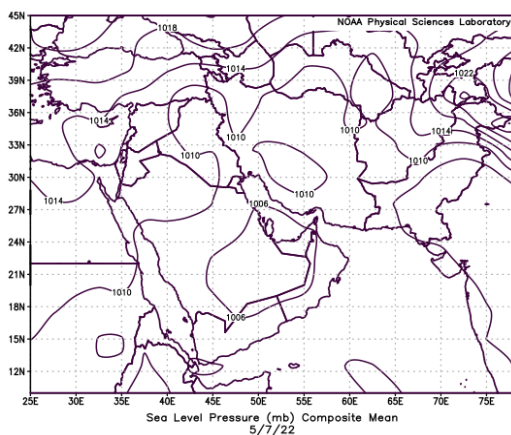 NOAA Physical Sciences Laboratory
45N
1018
42N
1014
1022
39N
36N
1014
1010
1010
1014
33N
1010
1010
30N
1010
1014
1006
27N
24N
21N
1010
18N
1006
15N
12N
25E 30E 35E 40E 45E 50E 55E 60E 65E 70E 75E
Sea Level Pressure (mb) Composite Mean
5/7/22